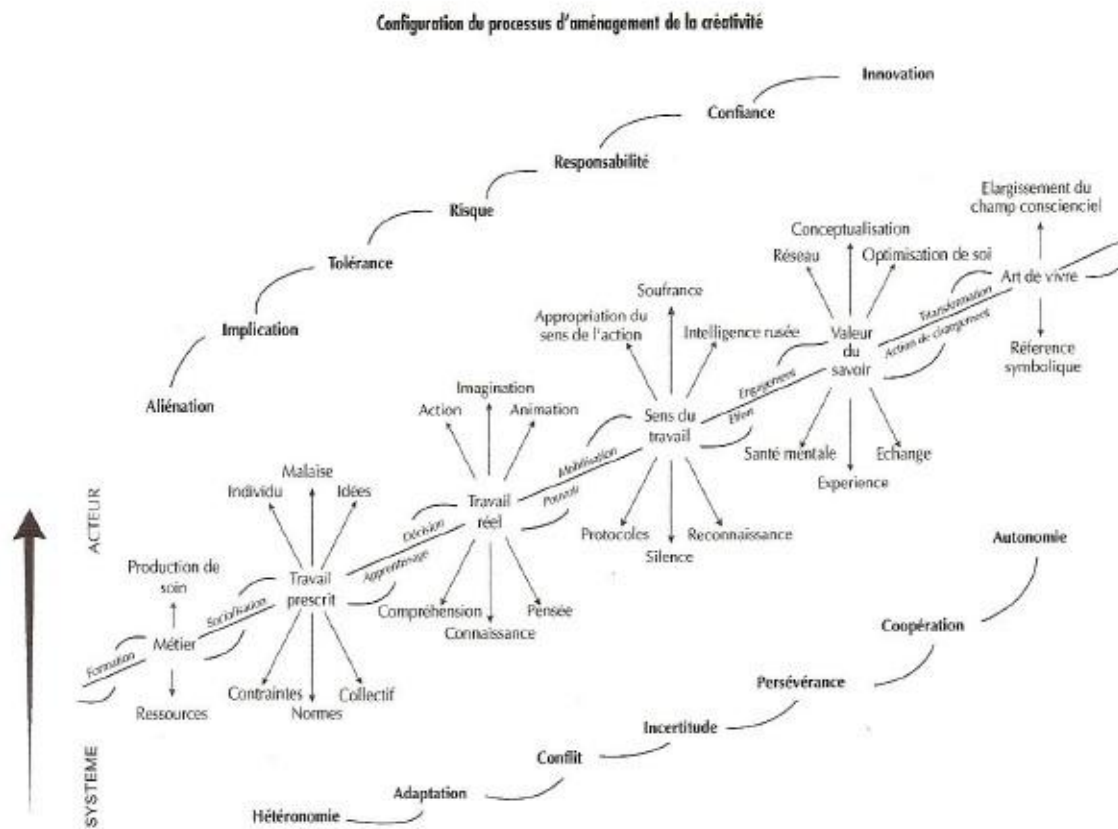 Configuration du processus d'aménagement de la créativité
Innovation
Confiance
Responsabilité
Risque
Tolérance
Implication
Aliénation
Elargissement du
champ conscienciel
Art de vivre
Réference
symbolique
Titansformation
Action de changement
Conceptualisation
Réseau
Optimisation de soi
Valeur
du
savoir
Santé mentale
Experience
Echange
Engagement
Effort
Soufrance
Appropriation du
sens de l'action
Intelligence rusée
Sens du
travail
Protocoles
Silence
Reconnaissance
Mobilisation
Pouvoir
Imagination
Action
Animation
Travail
réel
Compréhension
Connaissance
Pensée
Décision
Apprentissage
Malaise
Individu
Idées
Travail
prescrit
Contraintes
Normes
Collectif
Socialisation
Production de
soin
Métier
Ressources
Formation
ACTEUR
SYSTEME
Autonomie
Coopération
Persévérance
Incertitude
Conflit
Adaptation
Hétéronomie